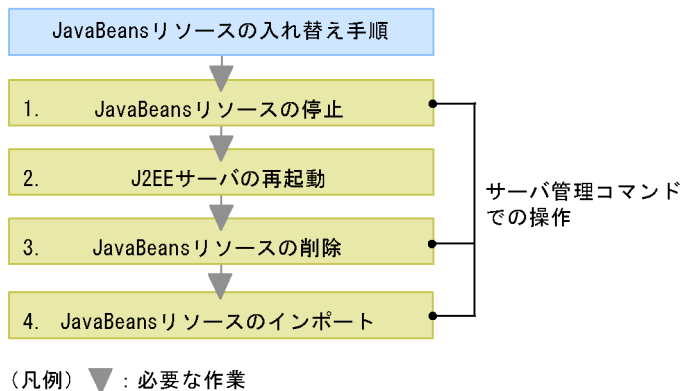 JavaBeansリソースの入れ替え手順
1. JavaBeansリソースの停止
2. J2EEサーバの再起動
3. JavaBeansリソースの削除
4. JavaBeansリソースのインポート
サーバ管理コマンド
での操作
(凡例) ▼ : 必要な作業